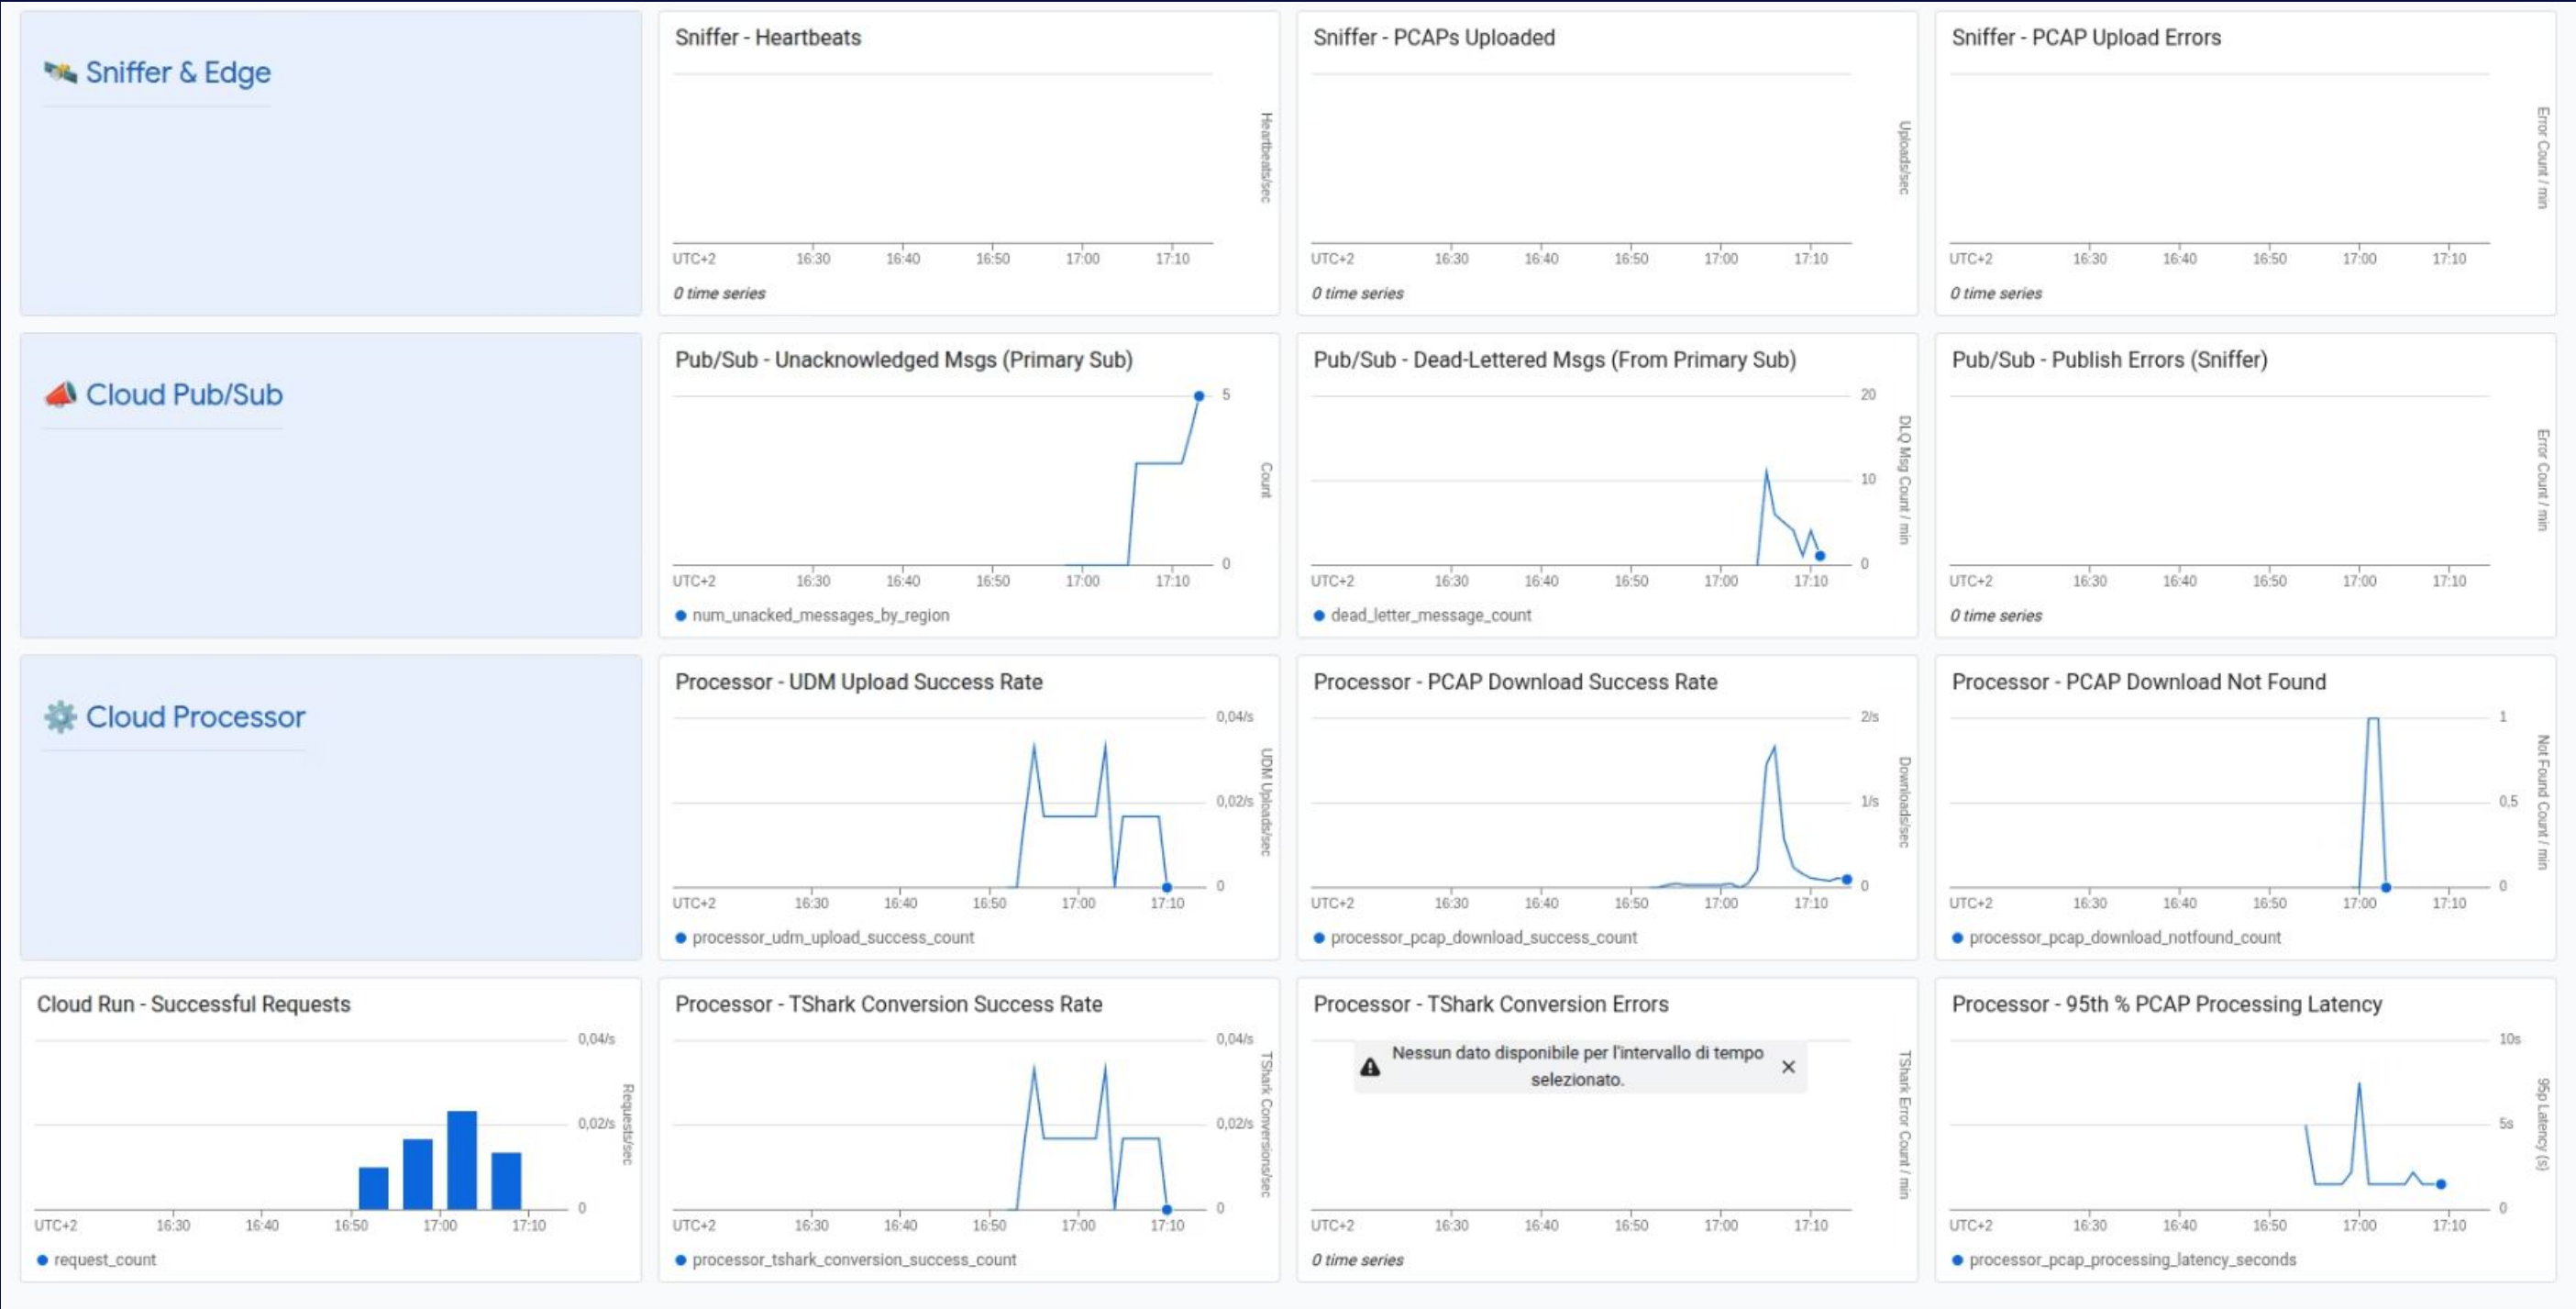 Sniffer & Edge
Sniffer - Heartbeats
Heartbeats/sec
UTC+2 16:30 16:40 16:50 17:00 17:10
0 time series
Sniffer - PCAPs Uploaded
Uploads/sec
UTC+2 16:30 16:40 16:50 17:00 17:10
0 time series
Sniffer - PCAP Upload Errors
Error Count / min
UTC+2 16:30 16:40 16:50 17:00 17:10
0 time series
Cloud Pub/Sub
Pub/Sub - Unacknowledged Msgs (Primary Sub)
5
Count
0
UTC+2 16:30 16:40 16:50 17:00 17:10
num_unacked_messages_by_region
Pub/Sub - Dead-Lettered Msgs (From Primary Sub)
20
10
DLQ Msg Count / min
0
UTC+2 16:30 16:40 16:50 17:00 17:10
dead_letter_message_count
Pub/Sub - Publish Errors (Sniffer)
Error Count / min
UTC+2 16:30 16:40 16:50 17:00 17:10
0 time series
Cloud Processor
Processor - UDM Upload Success Rate
0,04/s
0,02/s
UDM Uploads/sec
0
UTC+2 16:30 16:40 16:50 17:00 17:10
processor_udm_upload_success_count
Processor - PCAP Download Success Rate
2/s
1/s
Downloads/sec
0
UTC+2 16:30 16:40 16:50 17:00 17:10
processor_pcap_download_success_count
Processor - PCAP Download Not Found
1
0,5
Not Found Count / min
0
UTC+2 16:30 16:40 16:50 17:00 17:10
processor_pcap_download_notfound_count
Cloud Run - Successful Requests
0,04/s
0,02/s
Requests/sec
0
UTC+2 16:30 16:40 16:50 17:00 17:10
request_count
Processor - TShark Conversion Success Rate
0,04/s
0,02/s
TShark Conversions/sec
0
UTC+2 16:30 16:40 16:50 17:00 17:10
processor_tshark_conversion_success_count
Processor - TShark Conversion Errors
Nessun dato disponibile per l'intervallo di tempo
selezionato.
TShark Error Count / min
UTC+2 16:30 16:40 16:50 17:00 17:10
0 time series
Processor - 95th % PCAP Processing Latency
10s
5s
95p Latency (s)
0
UTC+2 16:30 16:40 16:50 17:00 17:10
processor_pcap_processing_latency_seconds